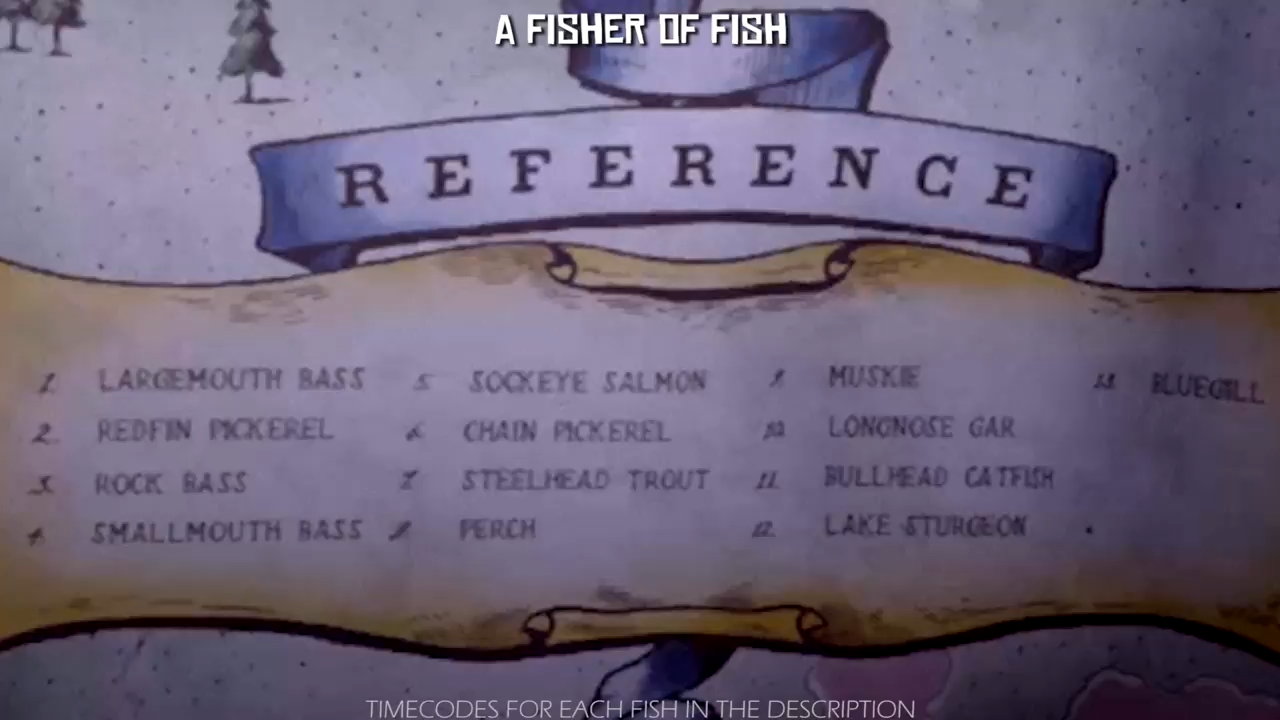 A FISHER OF FISH
REFERENCE
1. LARGEMOUTH BASS
2. REDFIN PICKEREL
3. ROCK BASS
4. SMALLMOUTH BASS
5. SOCKEYE SALMON
6. CHAIN PICKEREL
7. STEELHEAD TROUT
8. PERCH
9. MUSKIE
10. LONGNOSE GAR
11. BULLHEAD CATFISH
12. LAKE STURGEON
13. BLUEGILL
TIMECODES FOR EACH FISH IN THE DESCRIPTION